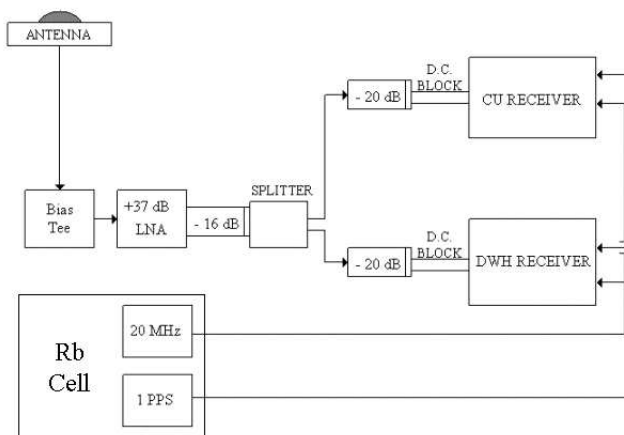 ANTENNA
D.C.
BLOCK
- 20 dB
CU RECEIVER
SPLITTER
Bias
Tee
+37 dB
LNA
- 16 dB
D.C.
BLOCK
- 20 dB
DWH RECEIVER
Rb
Cell
20 MHz
1 PPS